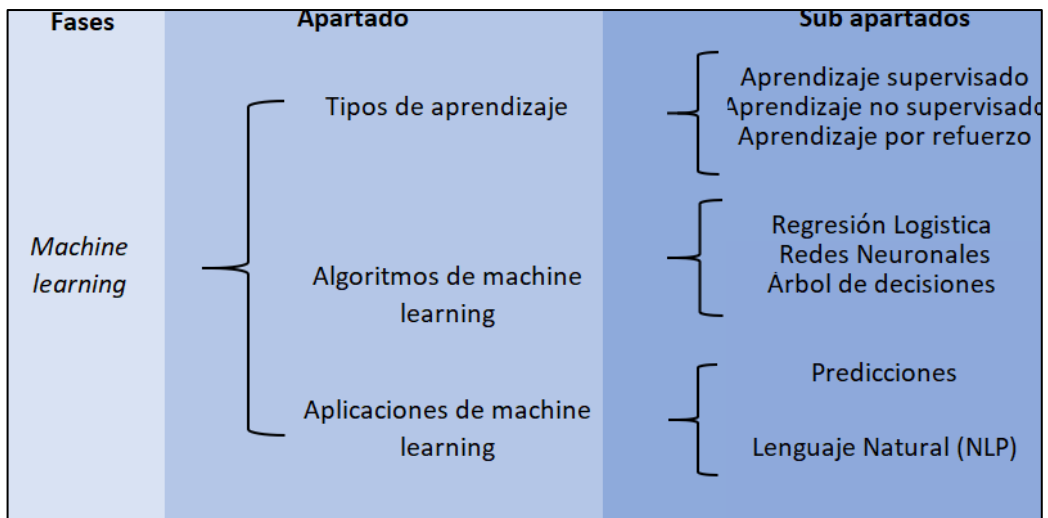 Fases
Apartado
Sub apartados
Machine
learning
Tipos de aprendizaje
Aprendizaje supervisado
Aprendizaje no supervisado
Aprendizaje por refuerzo
Algoritmos de machine
learning
Regresión Logistica
Redes Neuronales
Árbol de decisiones
Aplicaciones de machine
learning
Predicciones
Lenguaje Natural (NLP)